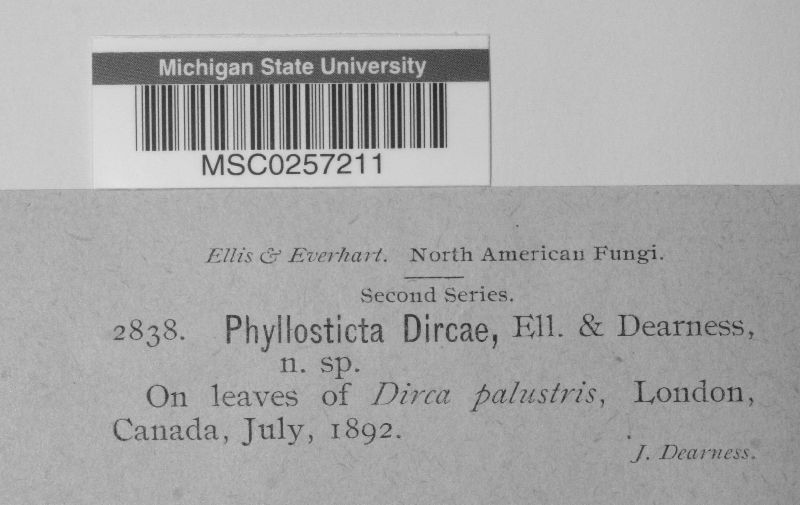 Michigan State University
MSC0257211
Ellis & Everhart. North American Fungi.
Second Series.
2838. Phyllosticta Dircae, Ell. & Dearness,
n. sp.
On leaves of Dirca palustris, London,
Canada, July, 1892.
J. Dearness.